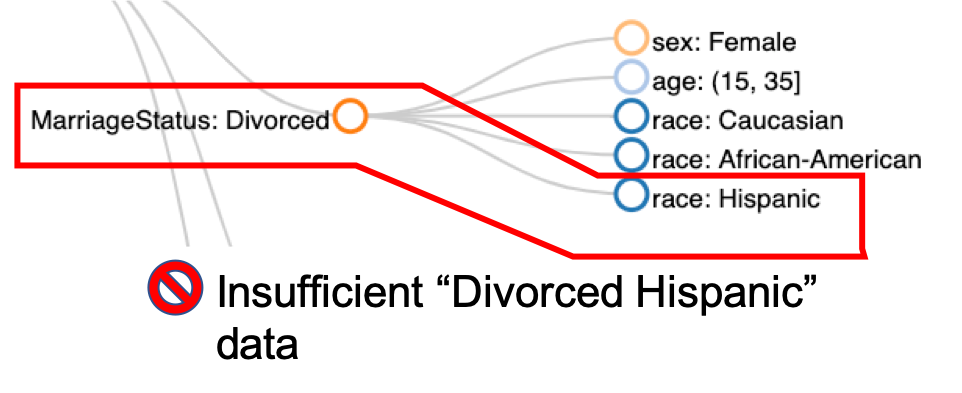 sex: Female
age: (15, 35]
MarriageStatus: Divorced
race: Caucasian
race: African-American
race: Hispanic
Insufficient “Divorced Hispanic”
data